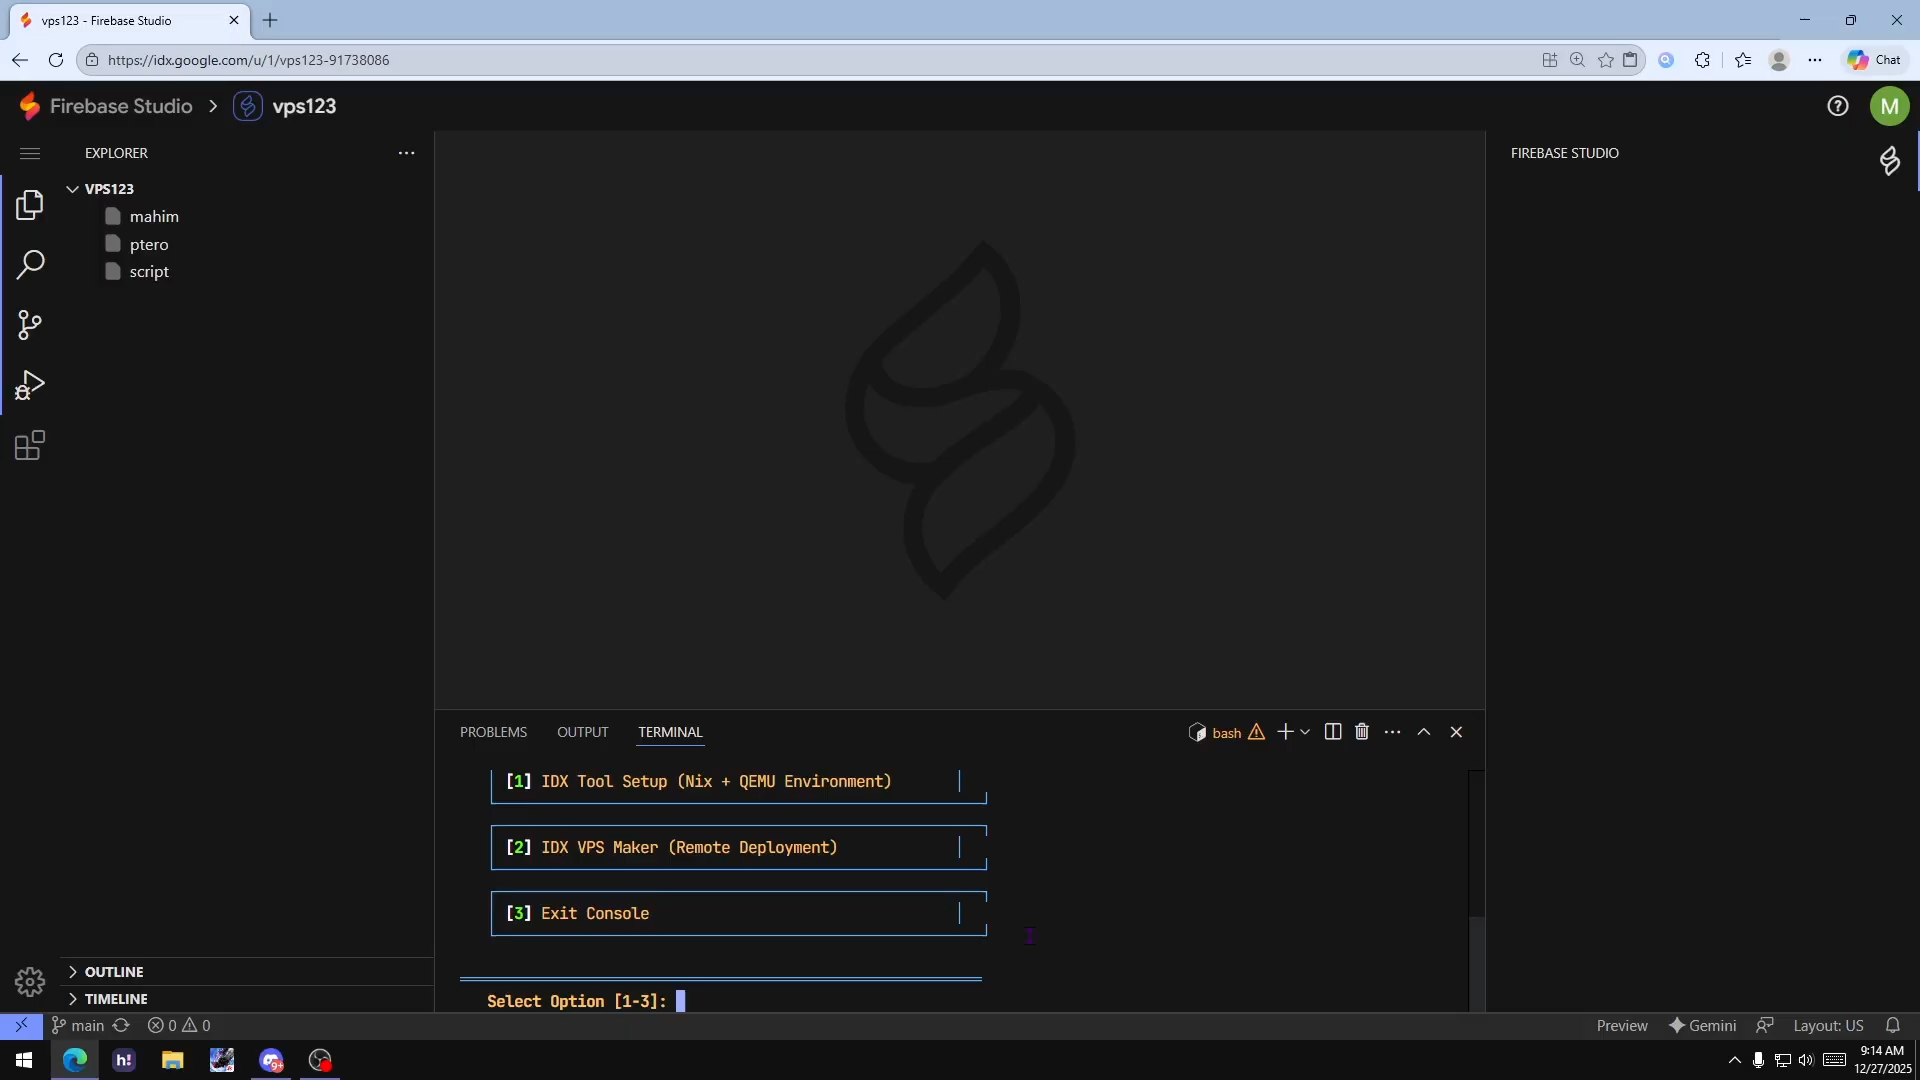 vps123 - Firebase Studio
https://idx.google.com/u/1/vps123-91738086
Chat
Firebase Studio > vps123
M
EXPLORER
FIREBASE STUDIO
VPS123
mahim
ptero
script
PROBLEMS OUTPUT TERMINAL
bash
[1] IDX Tool Setup (Nix + QEMU Environment)
[2] IDX VPS Maker (Remote Deployment)
[3] Exit Console
Select Option [1-3]:
OUTLINE
TIMELINE
main
0 0
Preview
Gemini
Layout: US
h!
9+
9:14 AM
12/27/2025